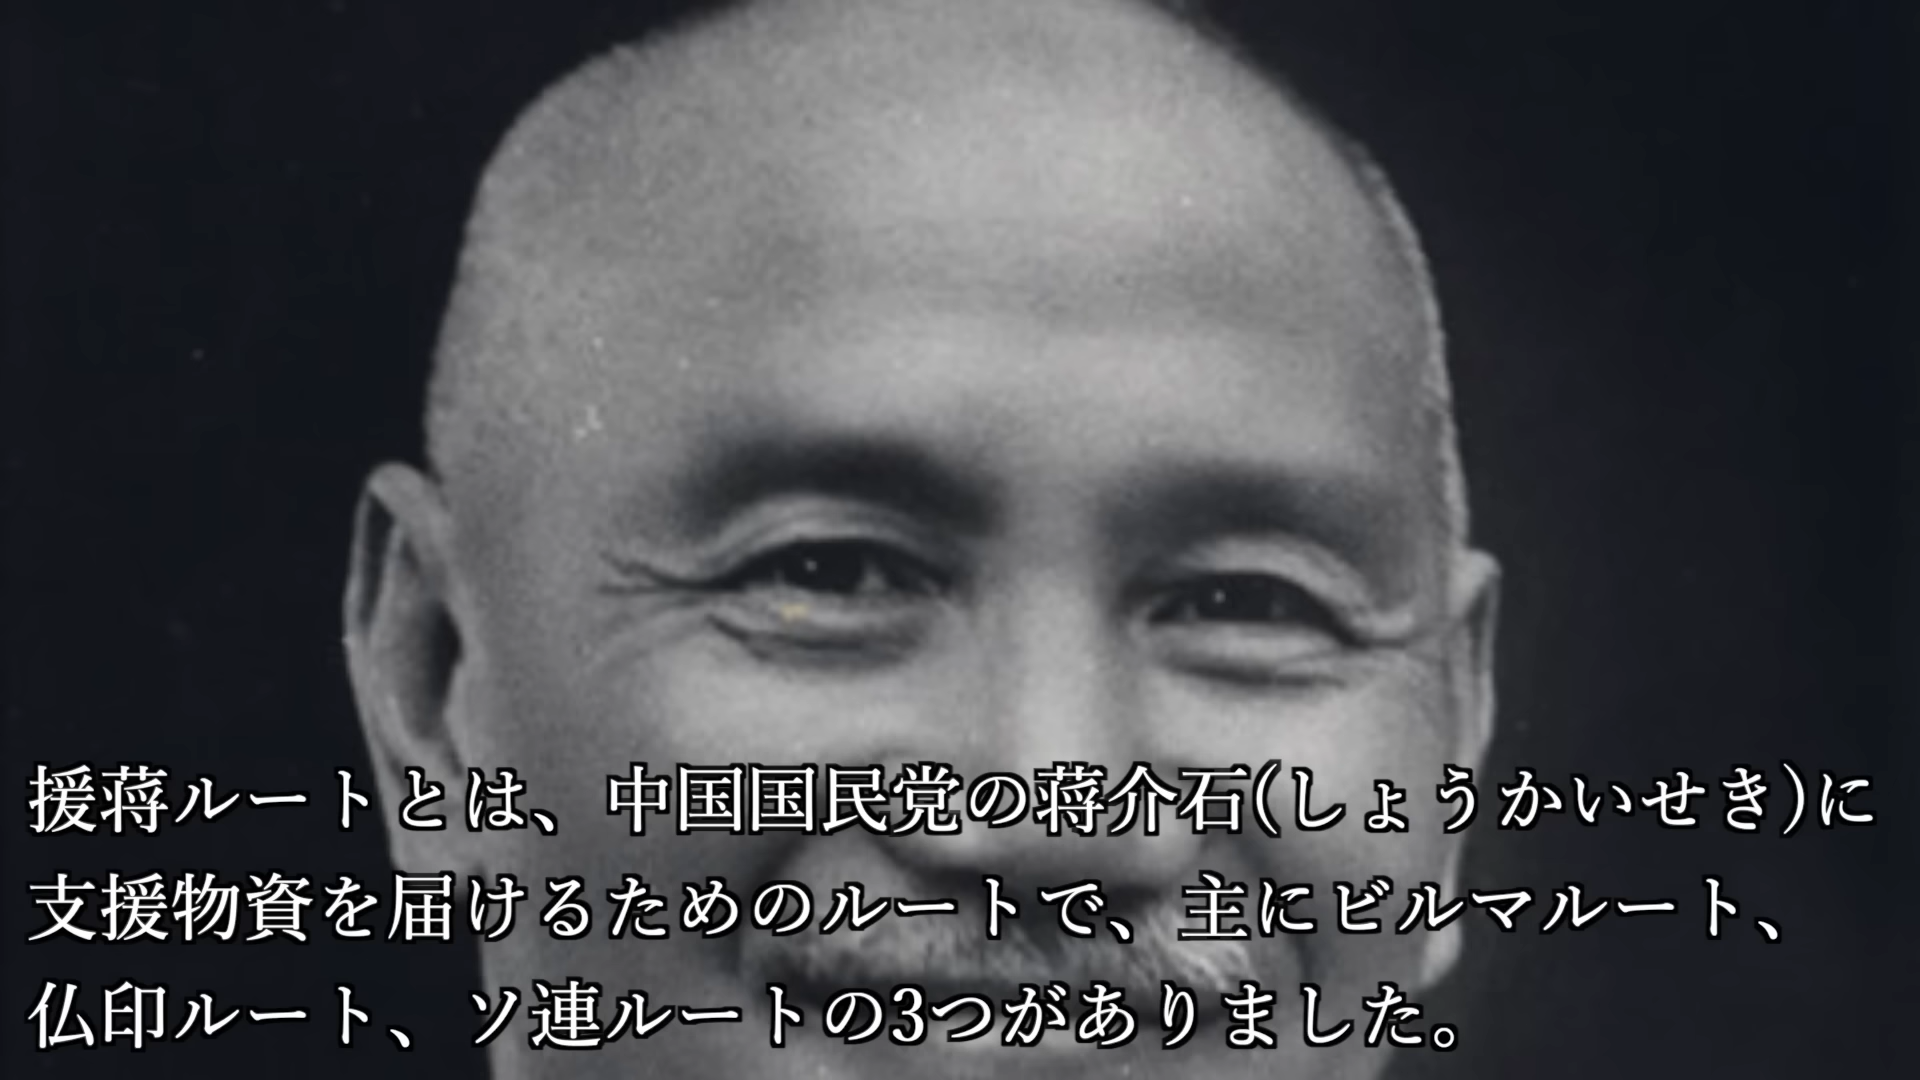 援蒋ルートとは、中国国民党の蒋介石(しょうかいせき)に
支援物資を届けるためのルートで、主にビルマルート、
仏印ルート、ソ連ルートの3つがありました。